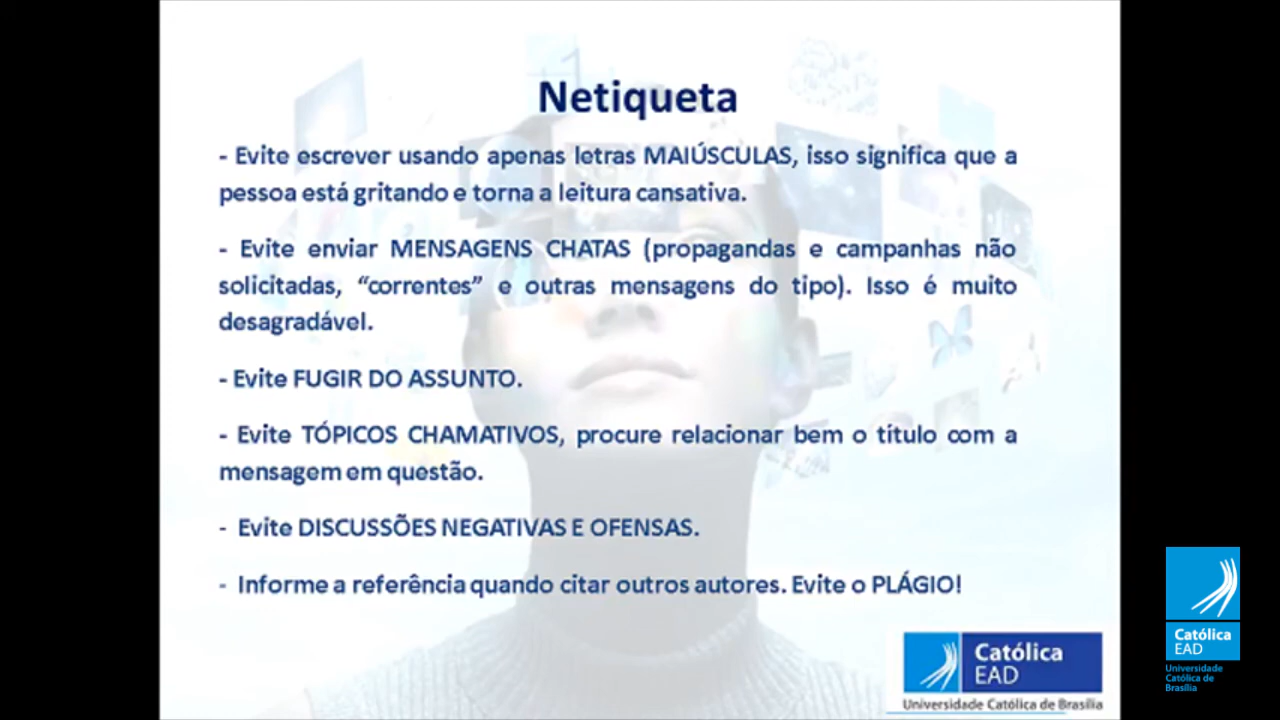 Netiqueta
- Evite escrever usando apenas letras MAIÚSCULAS, isso significa que a
pessoa está gritando e torna a leitura cansativa.
- Evite enviar MENSAGENS CHATAS (propagandas e campanhas não
solicitadas, “correntes” e outras mensagens do tipo). Isso é muito
desagradável.
- Evite FUGIR DO ASSUNTO.
- Evite TÓPICOS CHAMATIVOS, procure relacionar bem o título com a
mensagem em questão.
- Evite DISCUSSÕES NEGATIVAS E OFENSAS.
- Informe a referência quando citar outros autores. Evite o PLÁGIO!
Católica
EAD
Universidade Católica de Brasília
Católica
EAD
Universidade
Católica de
Brasília